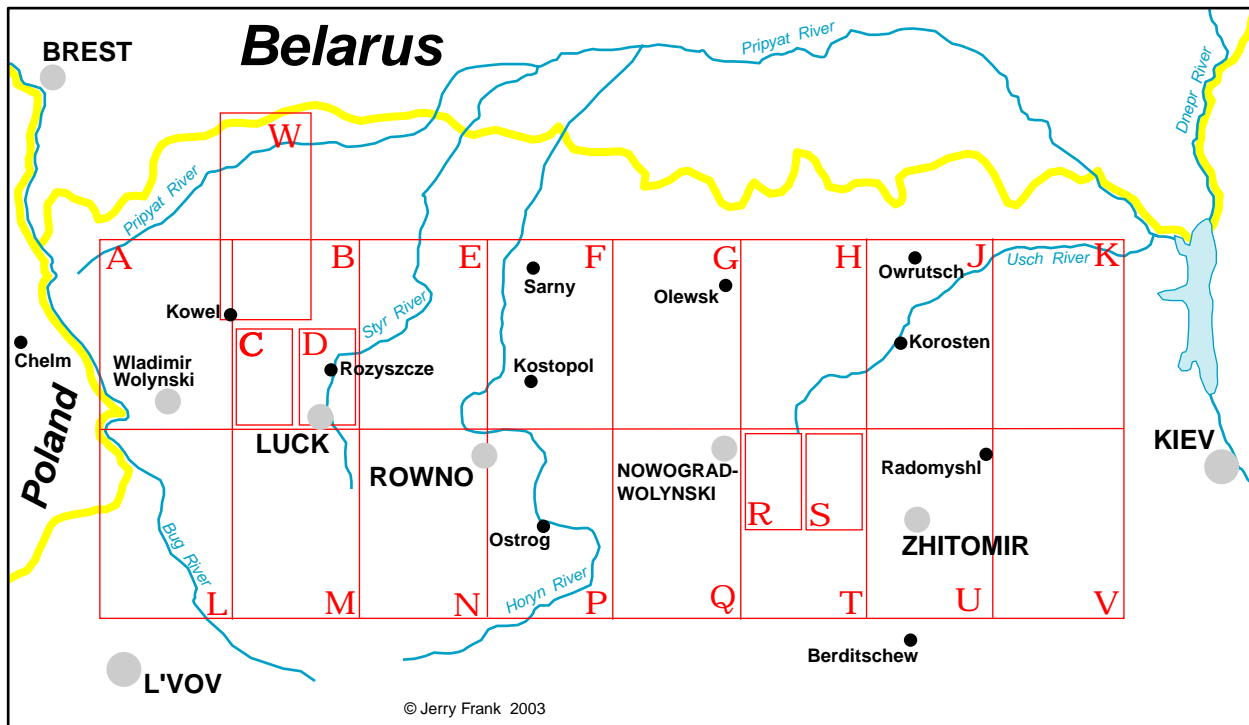 BREST
Belarus
Pripyat River
Dnepr River
W
Pripyat River
A
B
E
F
G
H
J
K
Usch River
Sarny
Olewsk
Owrutsch
Kowel
Styr River
C
D
Korosten
Chelm
Wladimir
Wolynski
Rozyszcze
Kostopol
Poland
LUCK
ROWNO
NOWOGRAD-
WOLYNSKI
Radomyshl
KIEV
R
S
Ostrog
ZHITOMIR
Bug River
Horyn River
L
M
N
P
Q
T
U
V
Berditschew
L'VOV
© Jerry Frank 2003